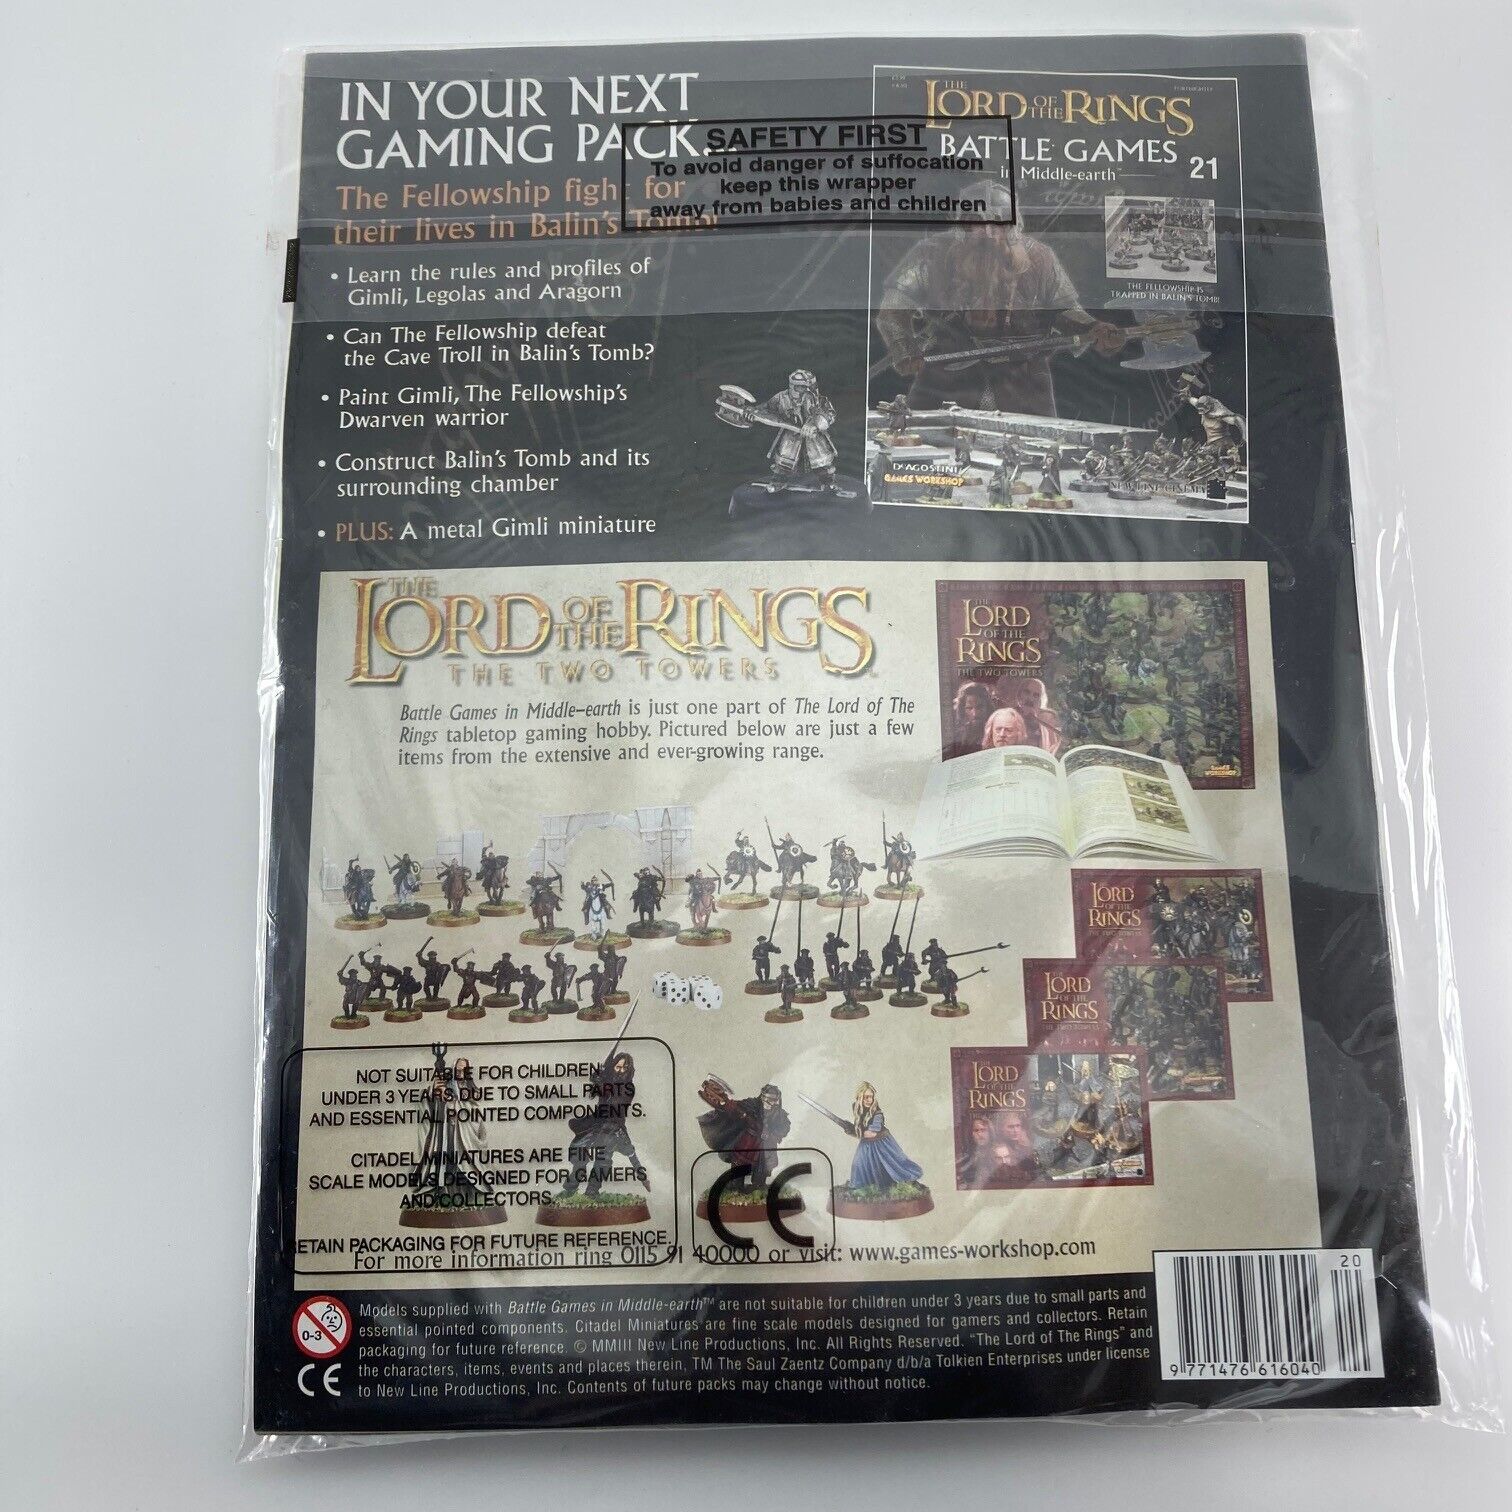 IN YOUR NEXT
GAMING PACK...
The Fellowship fight for
their lives in Balin's Tomb!
• Learn the rules and profiles of
Gimli, Legolas and Aragorn
• Can The Fellowship defeat
the Cave Troll in Balin's Tomb?
• Paint Gimli, The Fellowship's
Dwarven warrior
• Construct Balin's Tomb and its
surrounding chamber
• PLUS: A metal Gimli miniature
SAFETY FIRST
To avoid danger of suffocation
keep this wrapper
away from babies and children
THE
LORD OF THE RINGS
BATTLE GAMES
in Middle-earth
21
THE FELLOWSHIP IS
TRAPPED IN BALIN'S TOMB!
DeAGOSTINI
GAMES WORKSHOP
NEW LINE CINEMA
THE
LORD OF THE RINGS
THE TWO TOWERS
Battle Games in Middle-earth is just one part of The Lord of The
Rings tabletop gaming hobby. Pictured below are just a few
items from the extensive and ever-growing range.
THE
LORD
OF THE
RINGS
THE TWO TOWERS
GAMES
WORKSHOP
LORD
OF THE
RINGS
THE TWO TOWERS
THE
LORD
OF THE
RINGS
THE TWO TOWERS
THE
LORD
OF THE
RINGS
NOT SUITABLE FOR CHILDREN
UNDER 3 YEARS DUE TO SMALL PARTS
AND ESSENTIAL POINTED COMPONENTS.
CITADEL MINIATURES ARE FINE
SCALE MODELS DESIGNED FOR GAMERS
AND COLLECTORS.
RETAIN PACKAGING FOR FUTURE REFERENCE.
CE
For more information ring 0115 91 40000 or visit: www.games-workshop.com
0-3
CE
Models supplied with Battle Games in Middle-earth™ are not suitable for children under 3 years due to small parts and
essential pointed components. Citadel Miniatures are fine scale models designed for gamers and collectors. Retain
packaging for future reference. © MMIII New Line Productions, Inc. All Rights Reserved. "The Lord of The Rings" and
the characters, items, events and places therein, TM The Saul Zaentz Company d/b/a Tolkien Enterprises under license
to New Line Productions, Inc. Contents of future packs may change without notice.
20
9 771476 616040